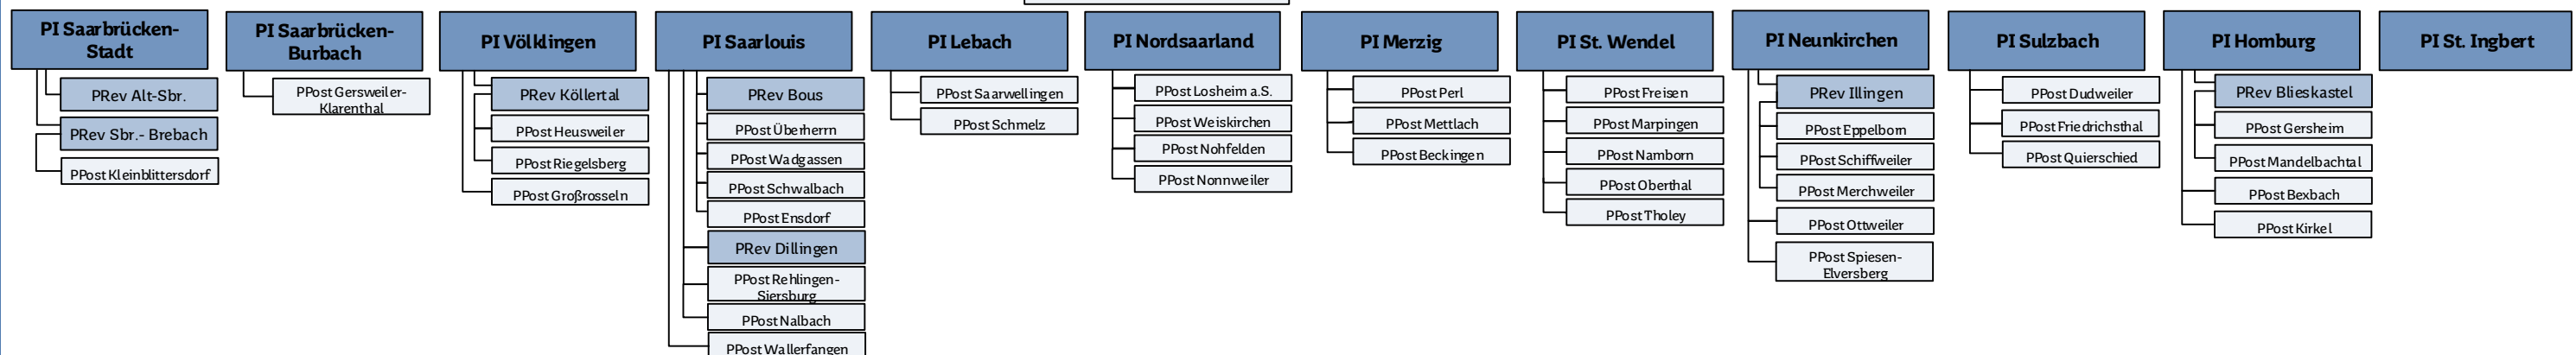 PI Saarbrücken-
Stadt
PRev Alt-Sbr.
PRev Sbr.- Brebach
PPost Kleinblittersdorf
PI Saarbrücken-
Burbach
PPost Gersweiler-
Klarenthal
PI Völklingen
PRev Köllertal
PPost Heusweiler
PPost Riegelsberg
PPost Großrosseln
PI Saarlouis
PRev Bous
PPost Überherrn
PPost Wadgassen
PPost Schwalbach
PPost Ensdorf
PRev Dillingen
PPost Rehlingen-
Siersburg
PPost Nalbach
PPost Wallerfangen
PI Lebach
PPost Saarwellingen
PPost Schmelz
PI Nordsaarland
PPost Losheim a.S.
PPost Weiskirchen
PPost Nohfelden
PPost Nonnweiler
PI Merzig
PPost Perl
PPost Mettlach
PPost Beckingen
PI St. Wendel
PPost Freisen
PPost Marpingen
PPost Namborn
PPost Oberthal
PPost Tholey
PI Neunkirchen
PRev Illingen
PPost Eppelborn
PPost Schiffweiler
PPost Merchweiler
PPost Ottweiler
PPost Spiesen-
Elversberg
PI Sulzbach
PPost Dudweiler
PPost Friedrichsthal
PPost Quierschied
PI Homburg
PRev Blieskastel
PPost Gersheim
PPost Mandelbachtal
PPost Bexbach
PPost Kirkel
PI St. Ingbert